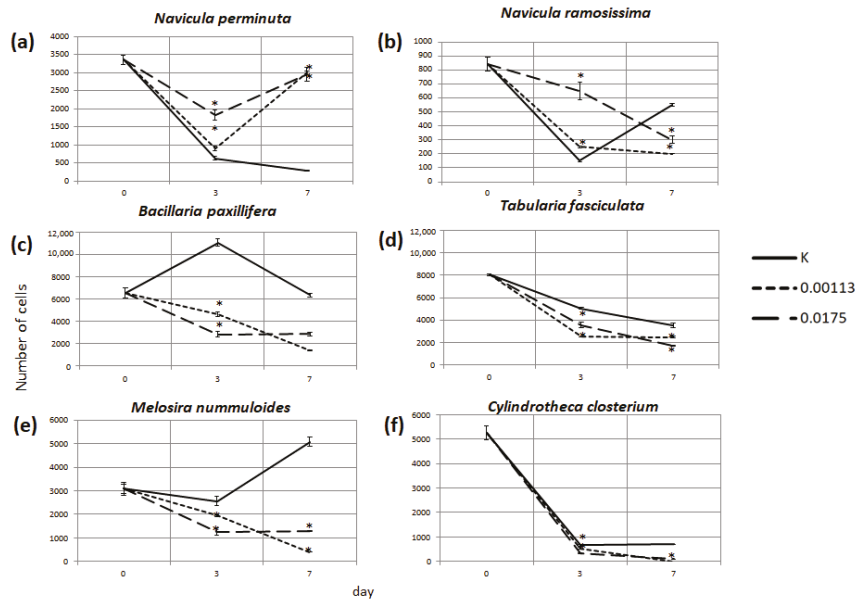 Navicula perminuta
Navicula ramosissima
(a)
4000
3500
3000
2500
2000
1500
1000
500
0
0 3 7
(b)
1000
900
800
700
600
500
400
300
200
100
0
0 3 7
Bacillaria paxillifera
Tabularia fasciculata
(c)
12,000
10,000
8000
6000
4000
2000
0
0 3 7
(d)
12,000
10,000
8000
6000
4000
2000
0
0 3 7
K
0.00113
0.0175
Number of cells
Melosira nummuloides
Cylindrotheca closterium
(e)
6000
5000
4000
3000
2000
1000
0
0 3 7
(f)
6000
5000
4000
3000
2000
1000
0
0 3 7
day